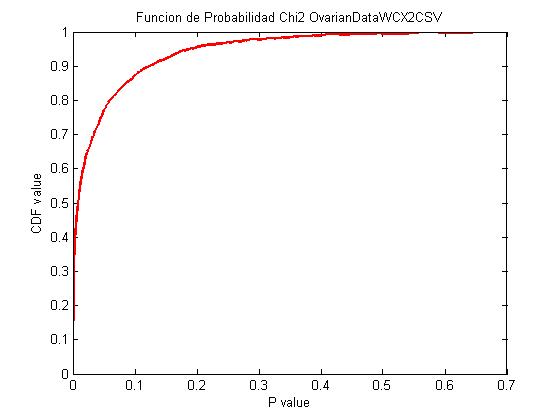 Funcion de Probabilidad Chi2 OvarianDataWCX2CSV
1
0.9
0.8
0.7
0.6
0.5
0.4
0.3
0.2
0.1
0
CDF value
0 0.1 0.2 0.3 0.4 0.5 0.6 0.7
P value